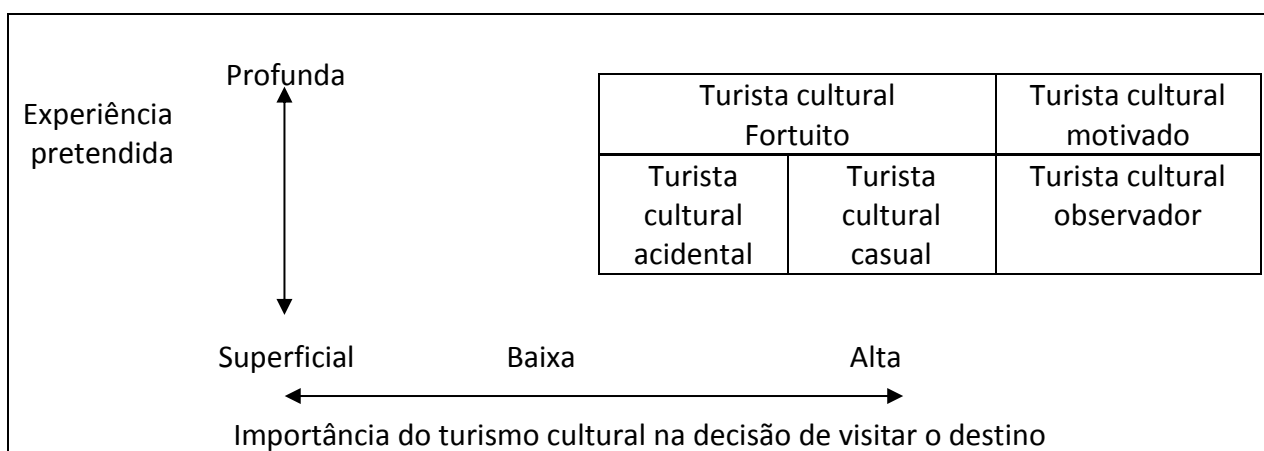 Profunda
Experiência
pretendida
Turista cultural
Fortuito
Turista cultural
motivado
Turista
cultural
acidental
Turista
cultural
casual
Turista cultural
observador
Superficial
Baixa
Alta
Importância do turismo cultural na decisão de visitar o destino